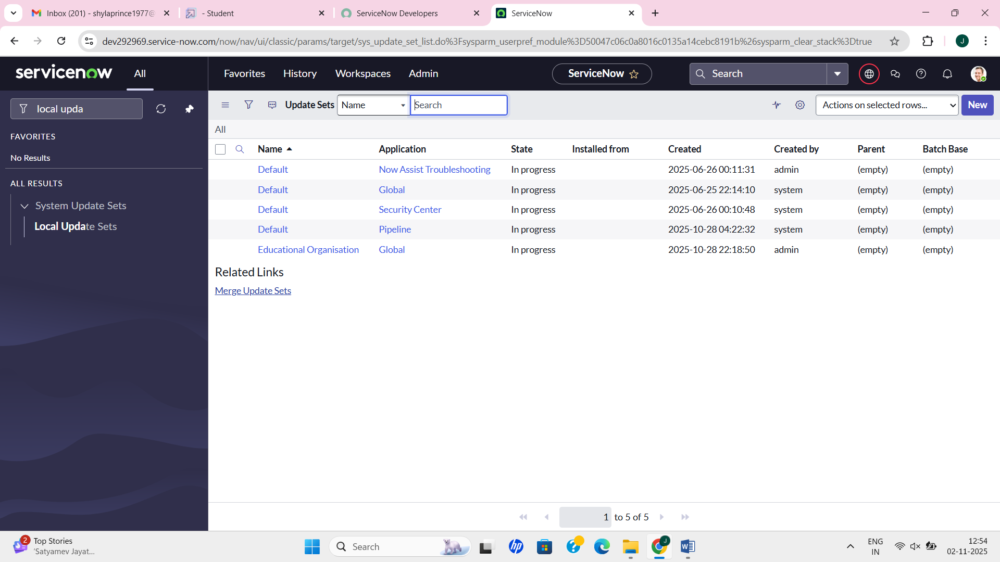 Inbox (201) - shylaprince1977@
- Student
ServiceNow Developers
ServiceNow
dev292969.service-now.com/now/nav/ui/classic/params/target/sys_update_set_list.do%3Fsysparm_userpref_module%3D50047c06c0a8016c0135a14cebc8191b%26sysparm_clear_stack%3Dtrue
J
servicenow All Favorites History Workspaces Admin ServiceNow Search
local upda
FAVORITES
No Results
ALL RESULTS
System Update Sets
Local Update Sets
Update Sets Name Search Actions on selected rows... New
All
Name Application State Installed from Created Created by Parent Batch Base
Default Now Assist Troubleshooting In progress 2025-06-26 00:11:31 admin (empty) (empty)
Default Global In progress 2025-06-25 22:14:10 system (empty) (empty)
Default Security Center In progress 2025-06-26 00:10:48 system (empty) (empty)
Default Pipeline In progress 2025-10-28 04:22:32 system (empty) (empty)
Educational Organisation Global In progress 2025-10-28 22:18:50 admin (empty) (empty)
Related Links
Merge Update Sets
1 to 5 of 5
2
Top Stories
'Satyamev Jayat...
Search
hp
J
W
ENG
IN
12:54
02-11-2025